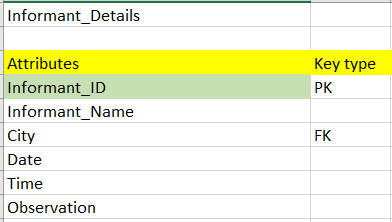 Informant_Details
Attributes Key type
Informant_ID PK
Informant_Name
City FK
Date
Time
Observation